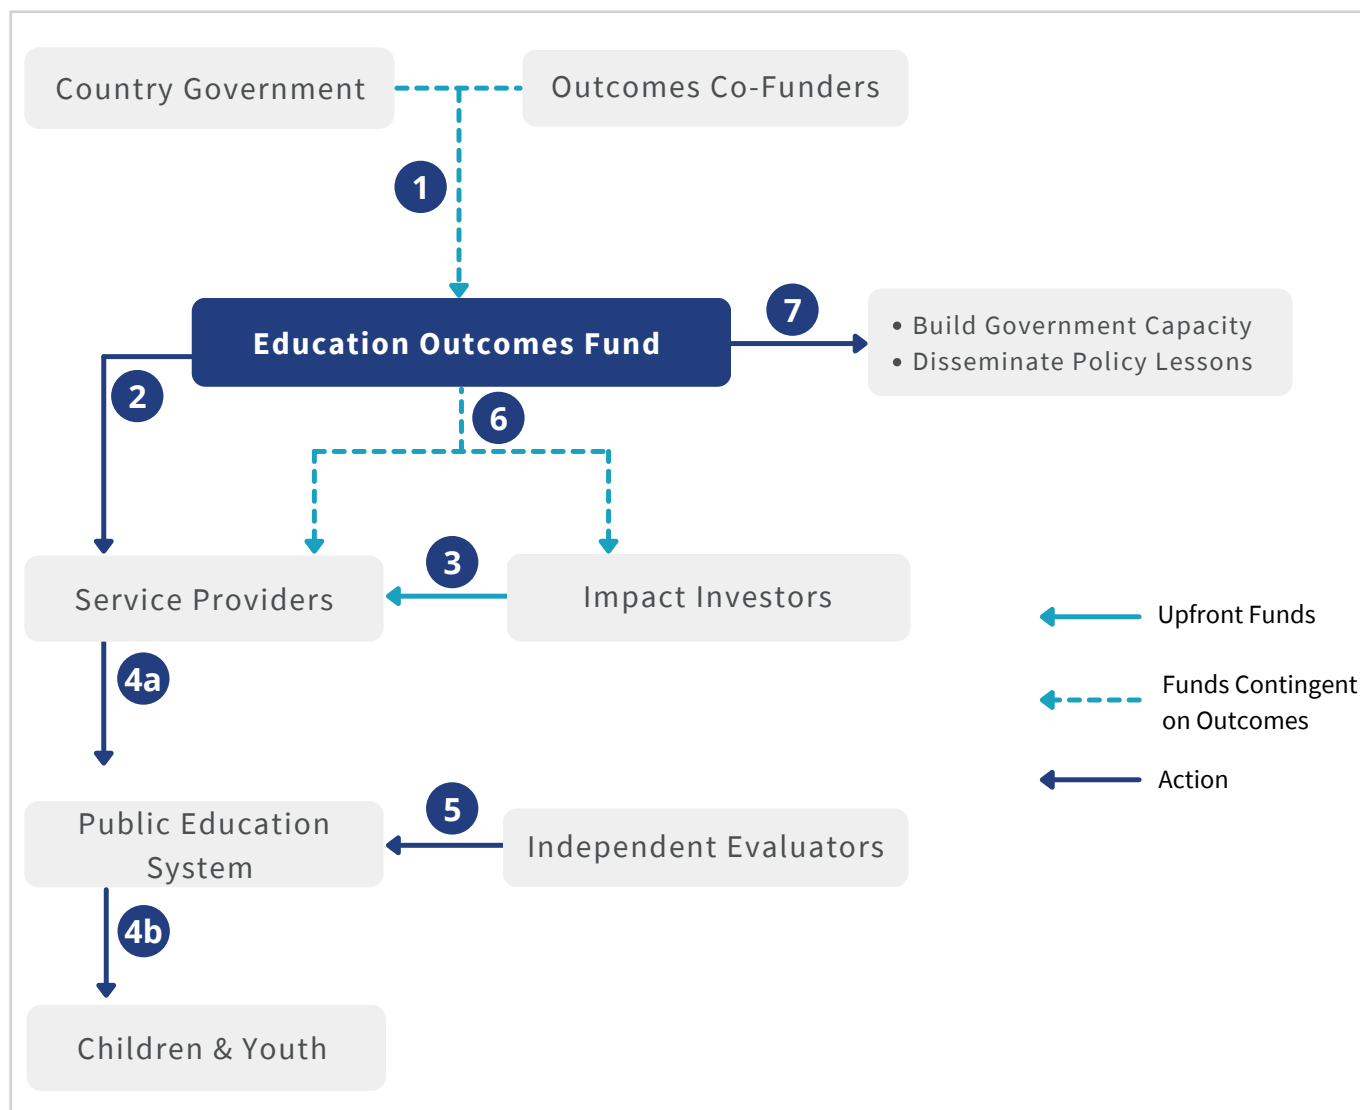 Country Government
Outcomes Co-Funders
1
Education Outcomes Fund
7
• Build Government Capacity
• Disseminate Policy Lessons
2
6
Service Providers
3
Impact Investors
Upfront Funds
Funds Contingent
on Outcomes
Action
4a
Public Education
System
5
Independent Evaluators
4b
Children & Youth